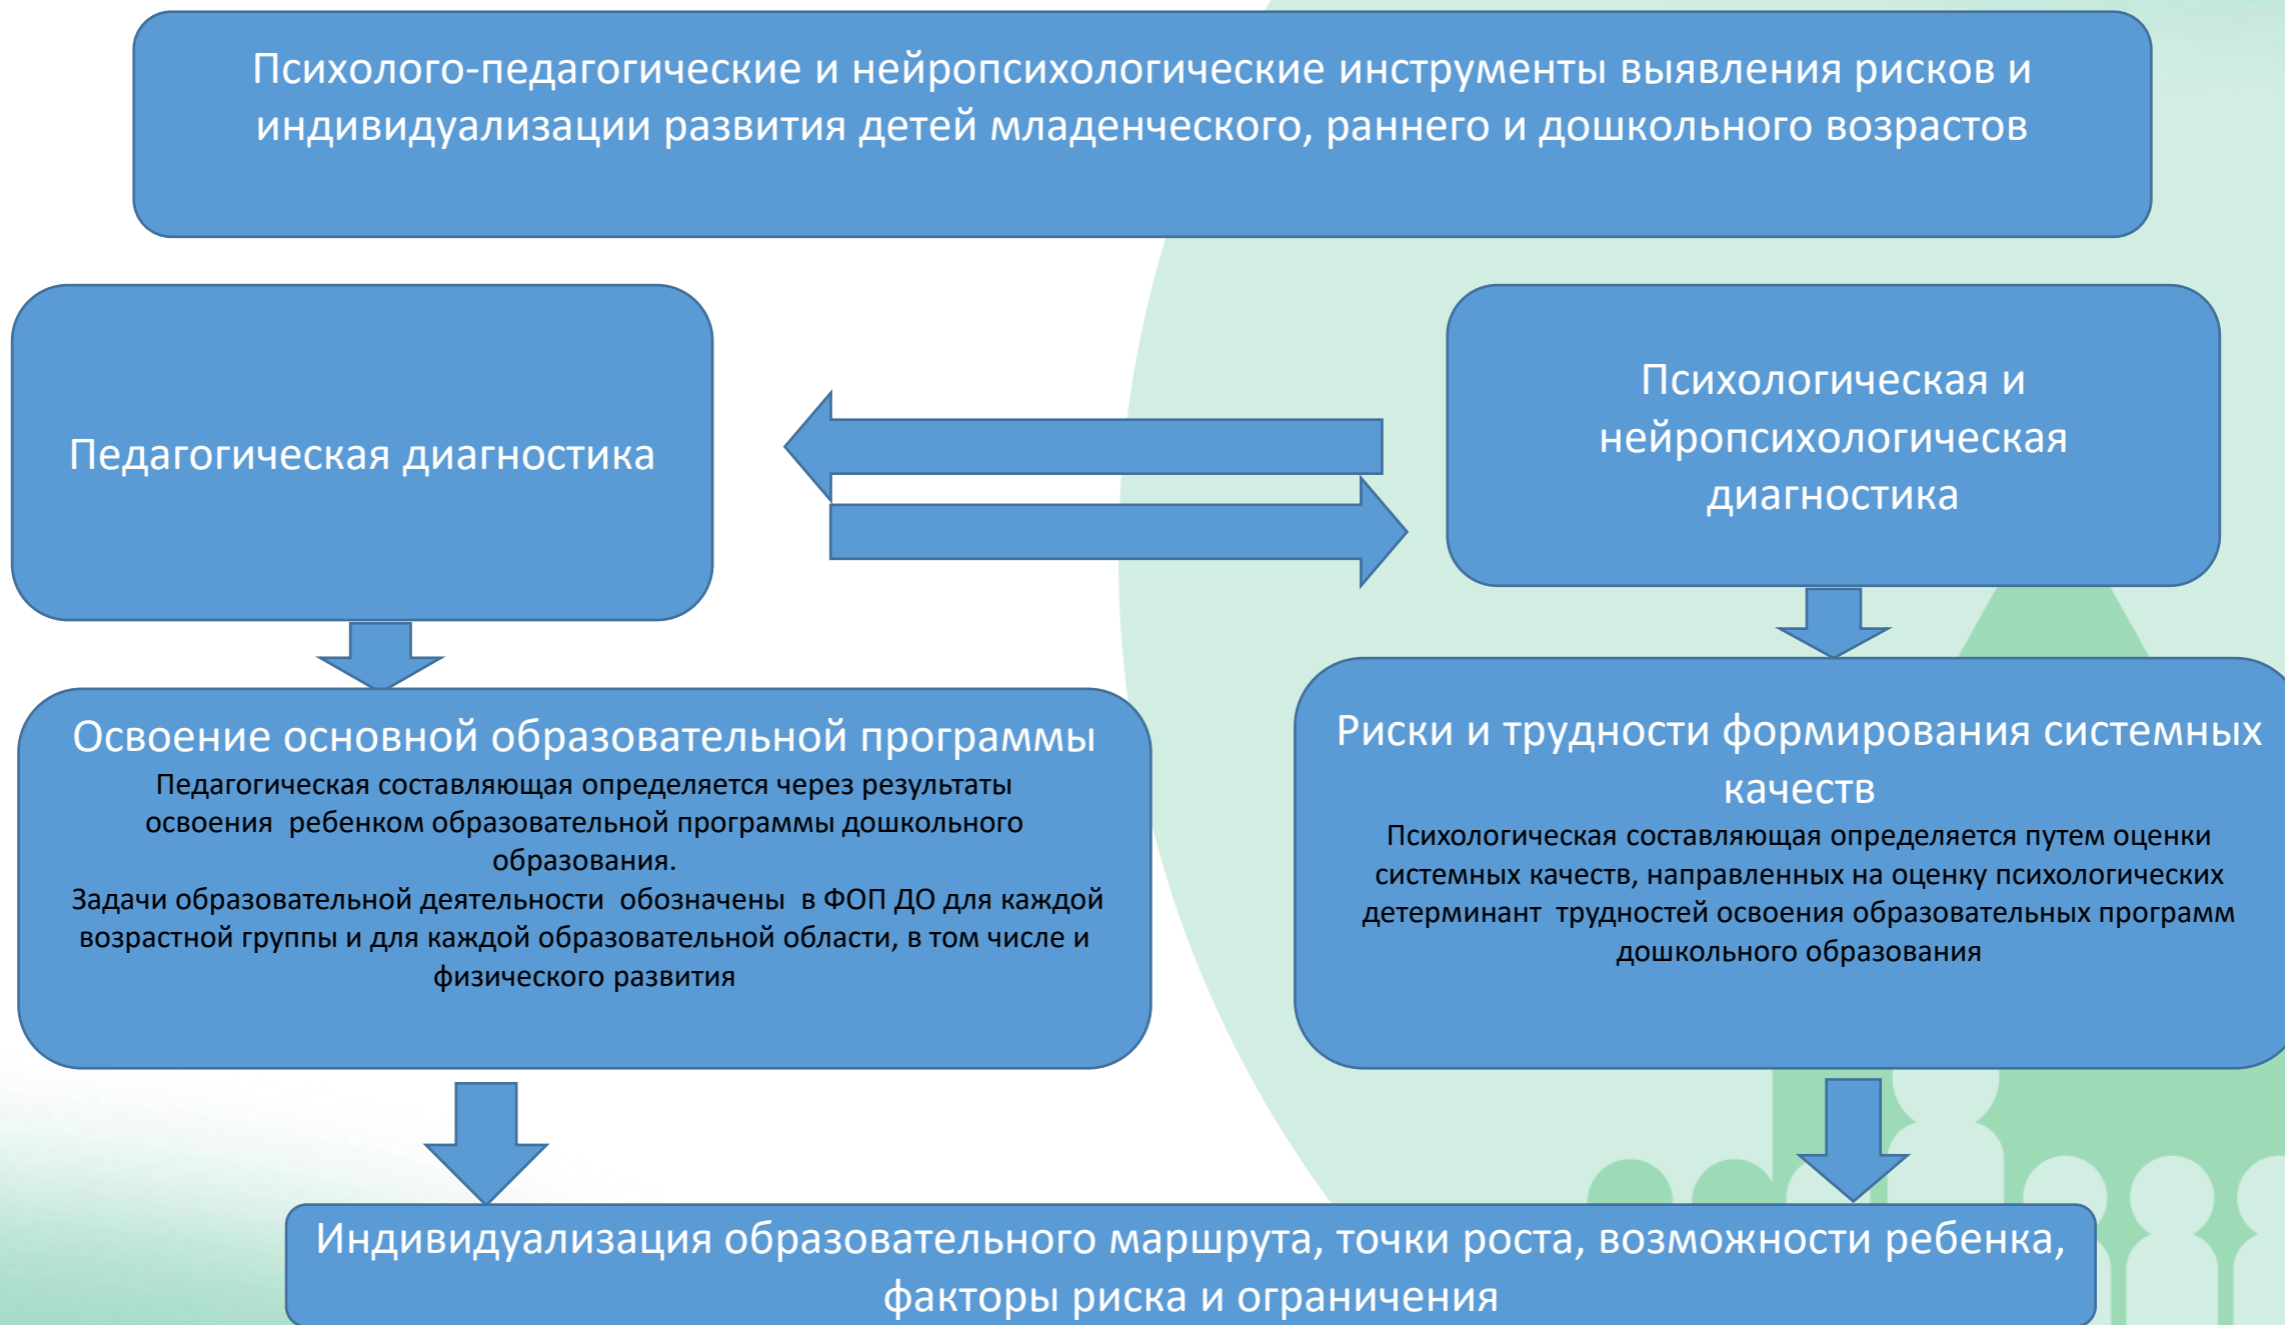 Психолого-педагогические и нейропсихологические инструменты выявления рисков и
индивидуализации развития детей младенческого, раннего и дошкольного возрастов
Педагогическая диагностика
Психологическая и
нейропсихологическая
диагностика
Освоение основной образовательной программы
Педагогическая составляющая определяется через результаты
освоения  ребенком образовательной программы дошкольного
образования.
Задачи образовательной деятельности  обозначены  в ФОП ДО для каждой
возрастной группы и для каждой образовательной области, в том числе и
физического развития
Риски и трудности формирования системных
качеств
Психологическая составляющая определяется путем оценки
системных качеств, направленных на оценку психологических
детерминант  трудностей освоения образовательных программ
дошкольного образования
Индивидуализация образовательного маршрута, точки роста, возможности ребенка,
факторы риска и ограничения